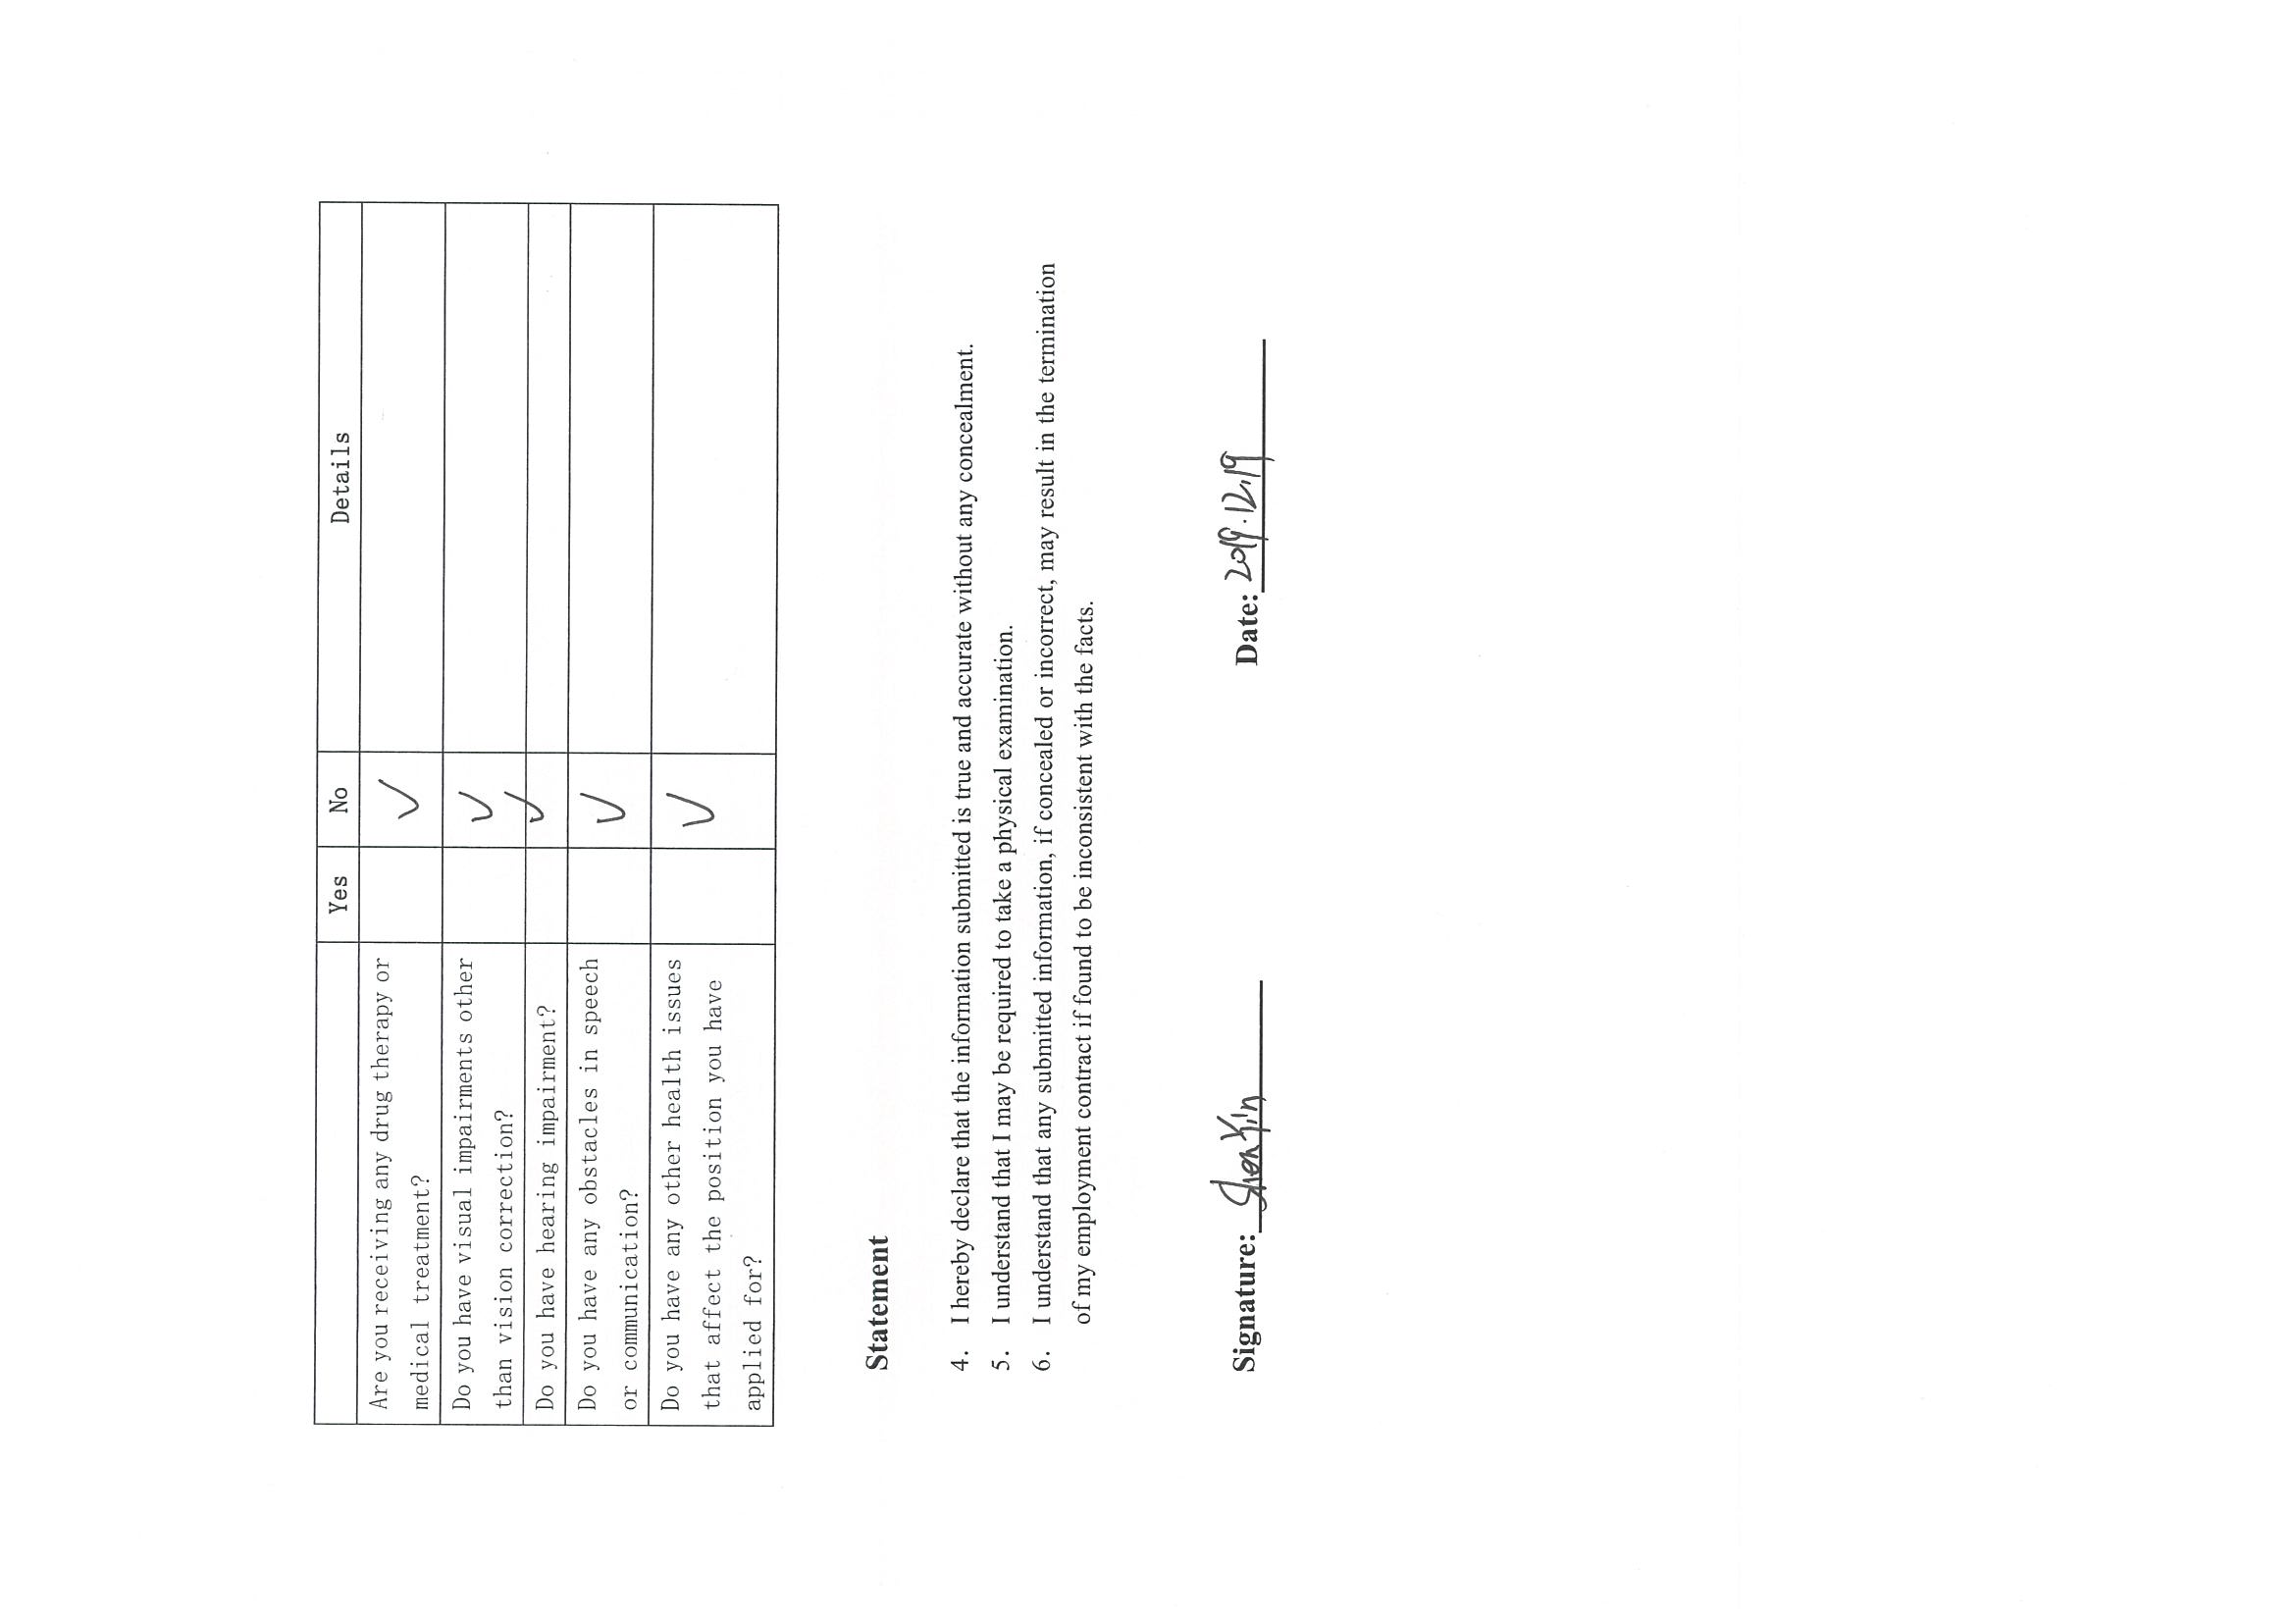 Yes No Details
Are you receiving any drug therapy or
medical treatment? ✓
Do you have visual impairments other
than vision correction? ✓
Do you have hearing impairment? ✓
Do you have any obstacles in speech
or communication? ✓
Do you have any other health issues
that affect the position you have
applied for? ✓
Statement
4. I hereby declare that the information submitted is true and accurate without any concealment.
5. I understand that I may be required to take a physical examination.
6. I understand that any submitted information, if concealed or incorrect, may result in the termination
of my employment contract if found to be inconsistent with the facts.
Signature: Shen Yin Date: 2019.12.19